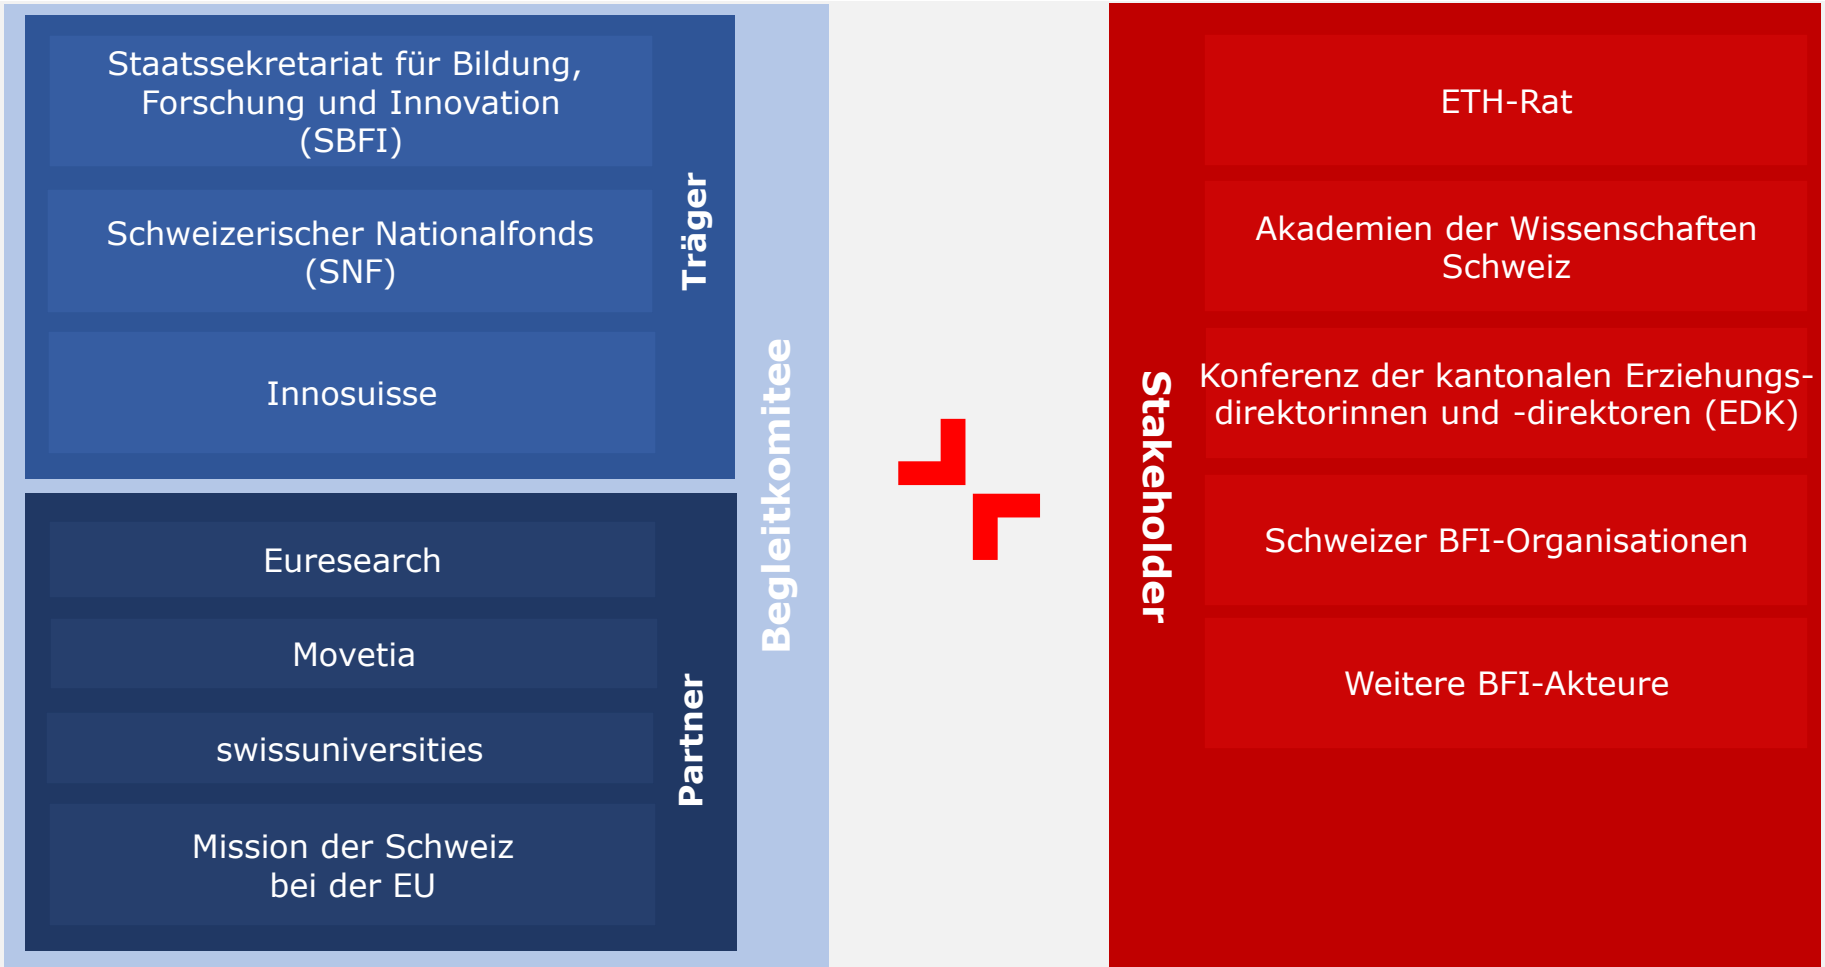 Staatssekretariat für Bildung,
Forschung und Innovation
(SBFI)
Schweizerischer Nationalfonds
(SNF)
Innosuisse
Träger
Euresearch
Movetia
swissuniversities
Mission der Schweiz
bei der EU
Partner
Begleitkomitee
Stakeholder
ETH-Rat
Akademien der Wissenschaften
Schweiz
Konferenz der kantonalen Erziehungs-
direktorinnen und -direktoren (EDK)
Schweizer BFI-Organisationen
Weitere BFI-Akteure